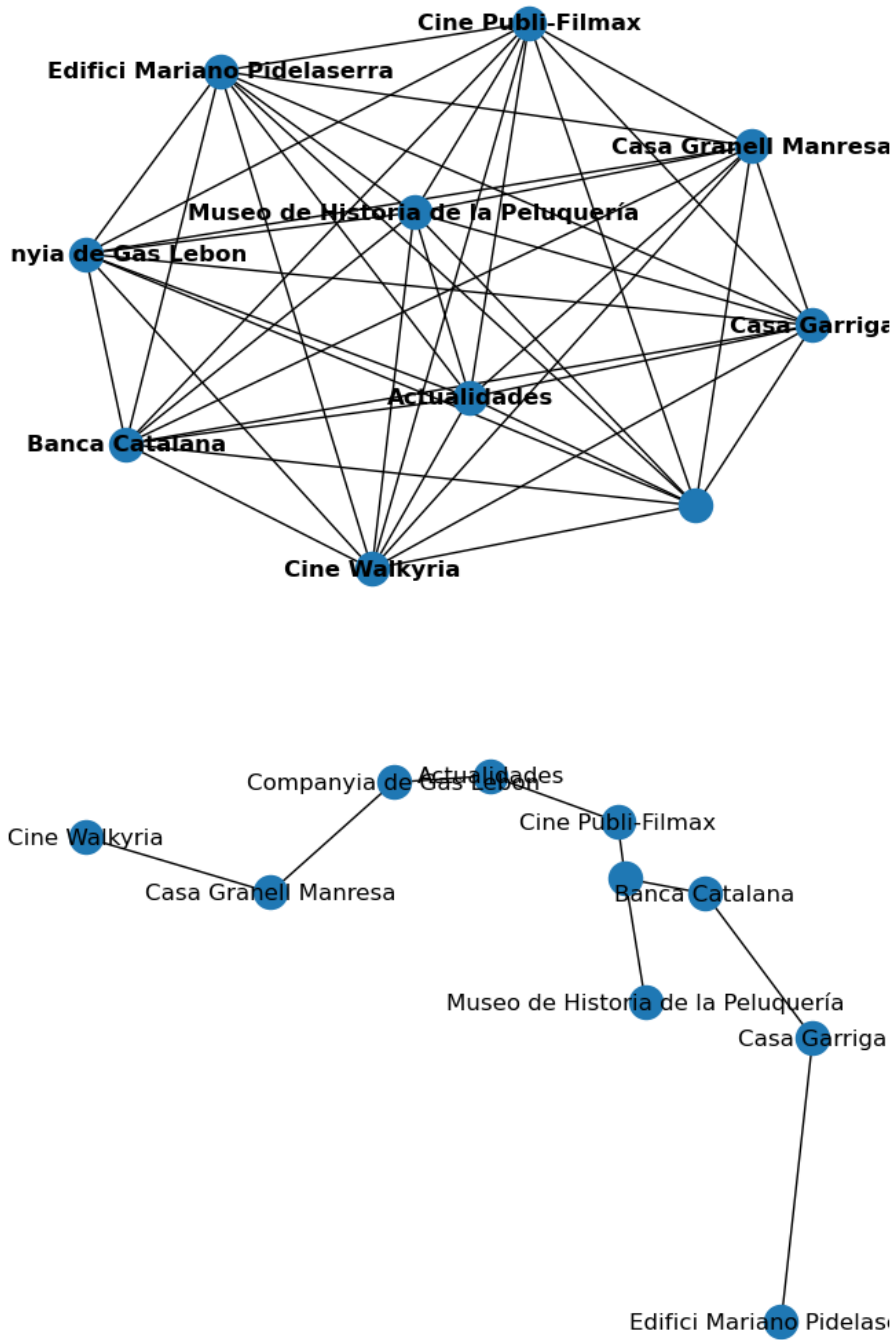 Cine Publi-Filmax
Edifici Mariano Pidelaserra
Casa Granell Manresa
Museo de Historia de la Peluquería
nyia de Gas Lebon
Casa Garriga
Actualidades
Banca Catalana
Cine Walkyria
Actualidades
Companyia de Gas Lebon
Cine Publi-Filmax
Cine Walkyria
Casa Granell Manresa
Banca Catalana
Museo de Historia de la Peluquería
Casa Garriga
Edifici Mariano Pidelas